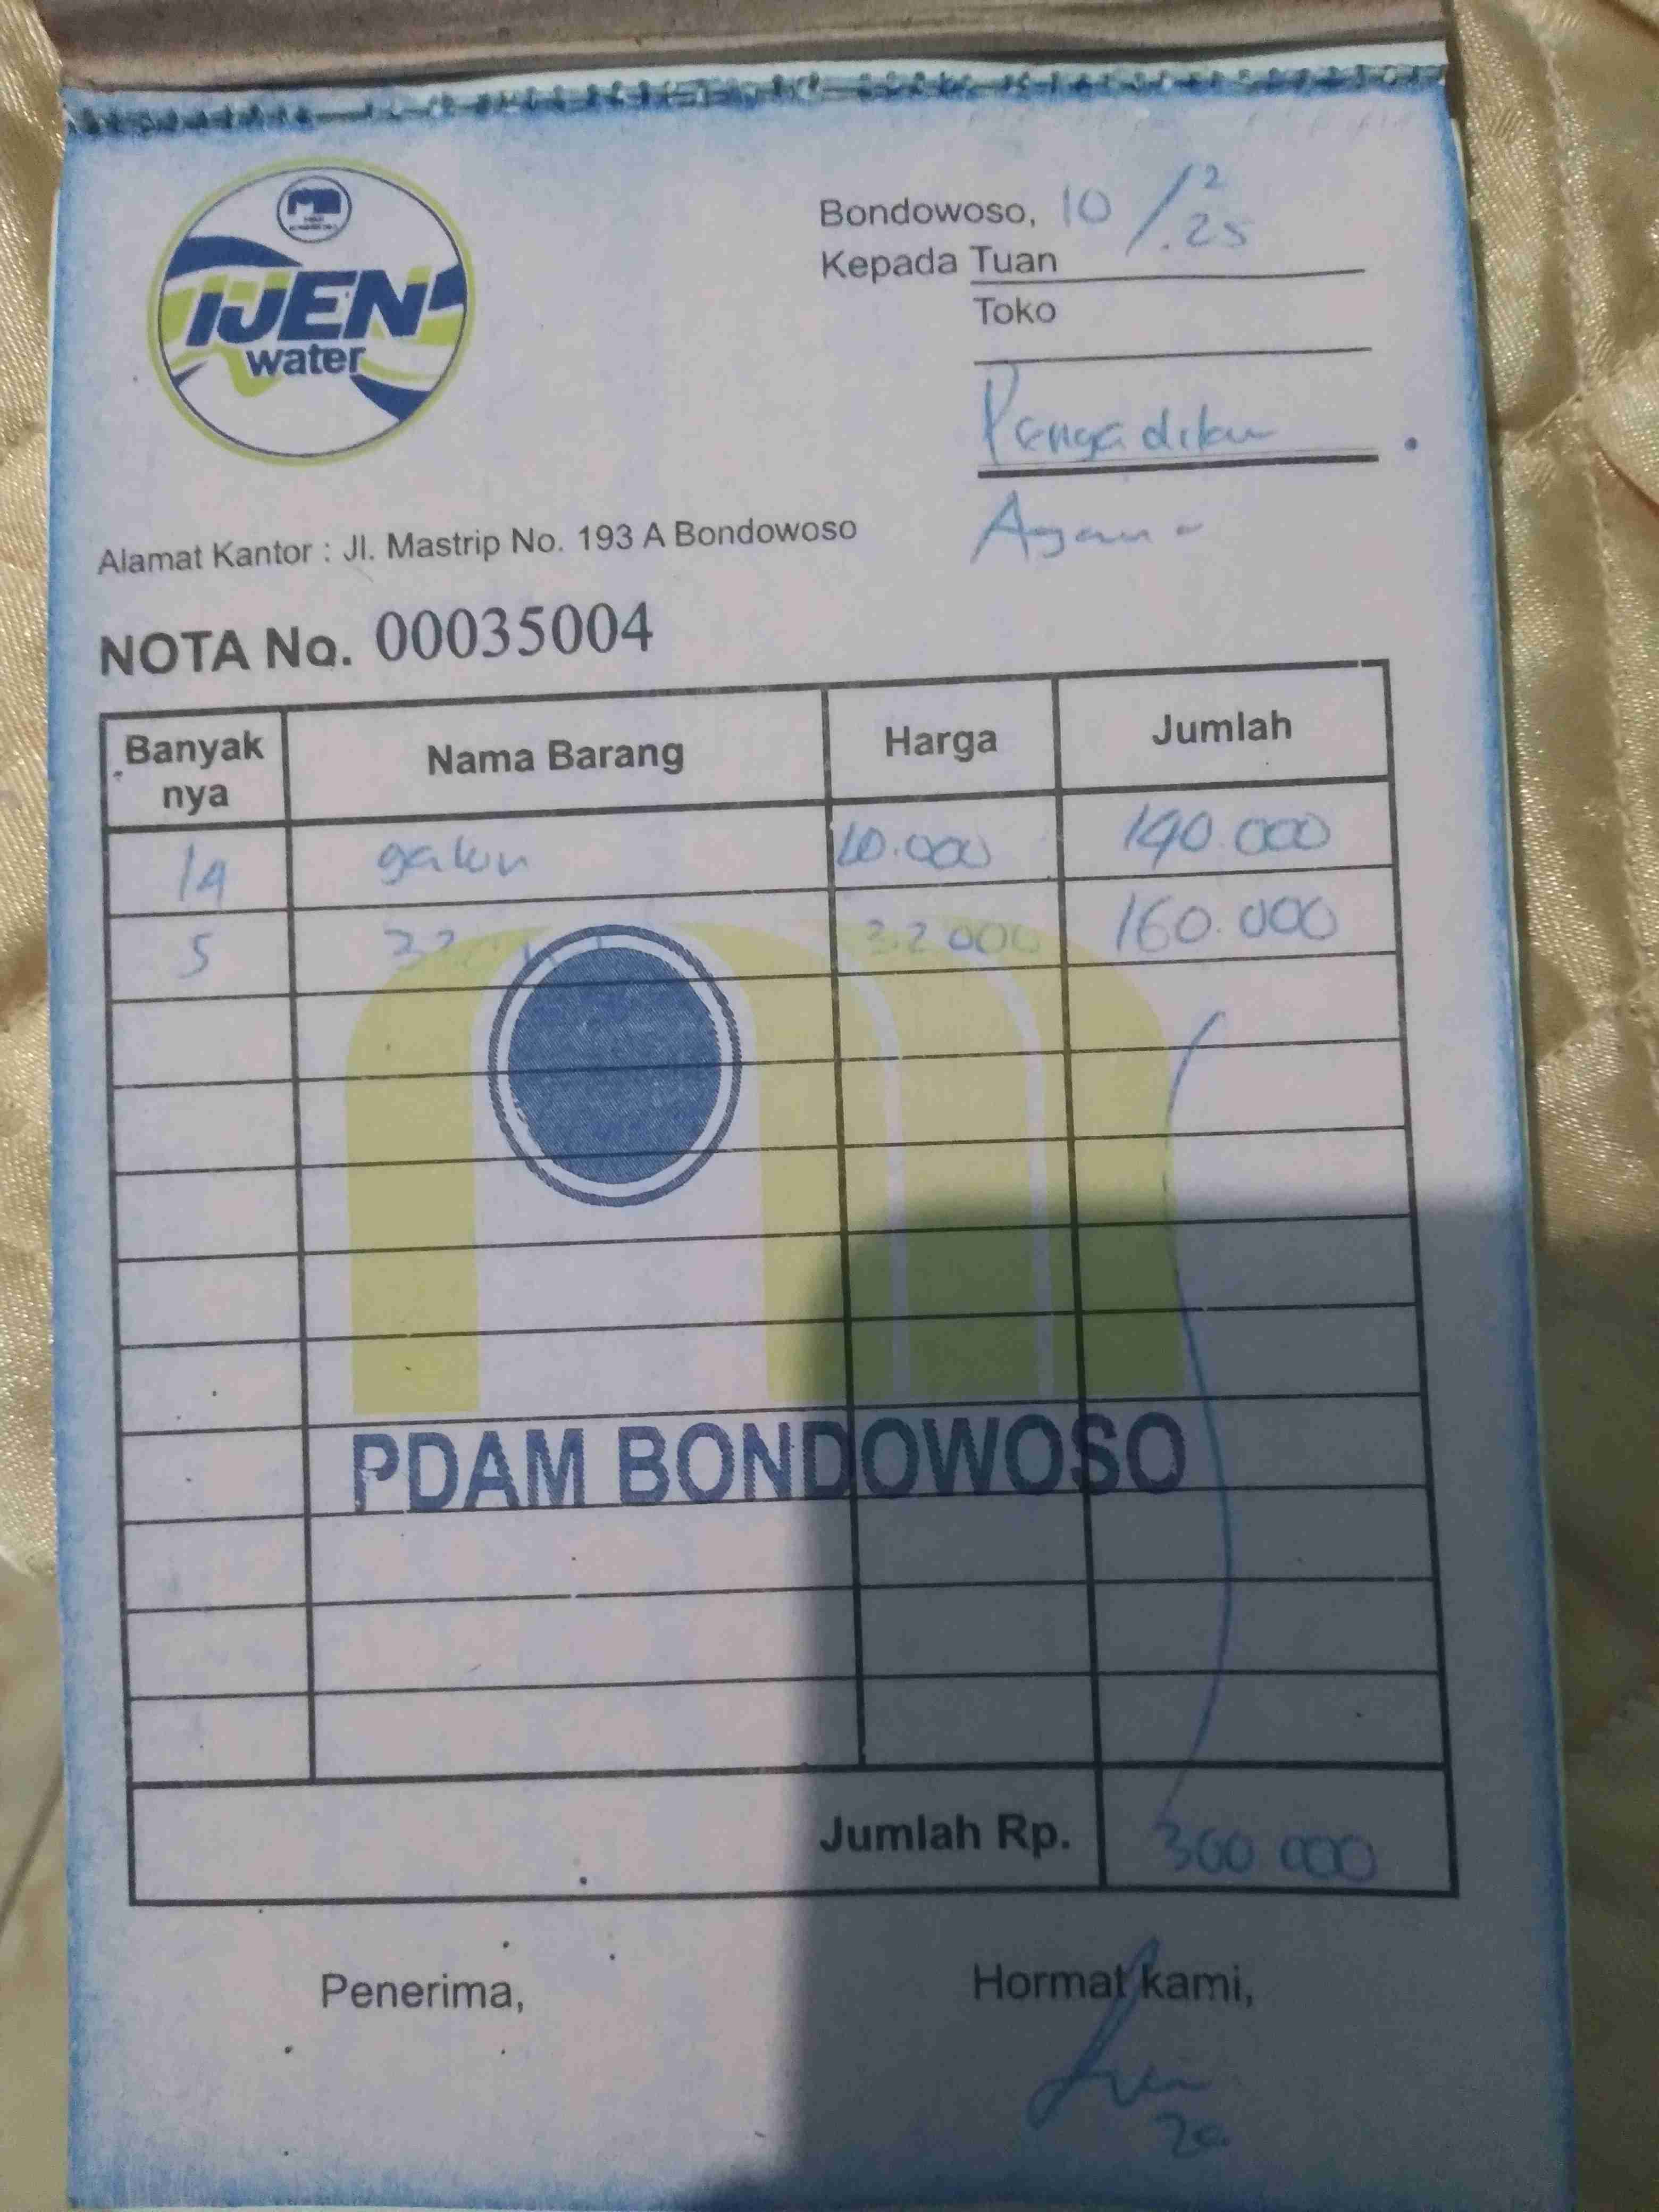 IJEN
water
Bondowoso, 10/2.25
Kepada Tuan
Toko
Pengadilan
Agama
Alamat Kantor : Jl. Mastrip No. 193 A Bondowoso
NOTA No. 00035004
Banyak nya Nama Barang Harga Jumlah
14 galon 10.000 140.000
5 32.000 160.000
PDAM BONDOWOSO
Jumlah Rp. 300 000
Penerima, Hormat kami,